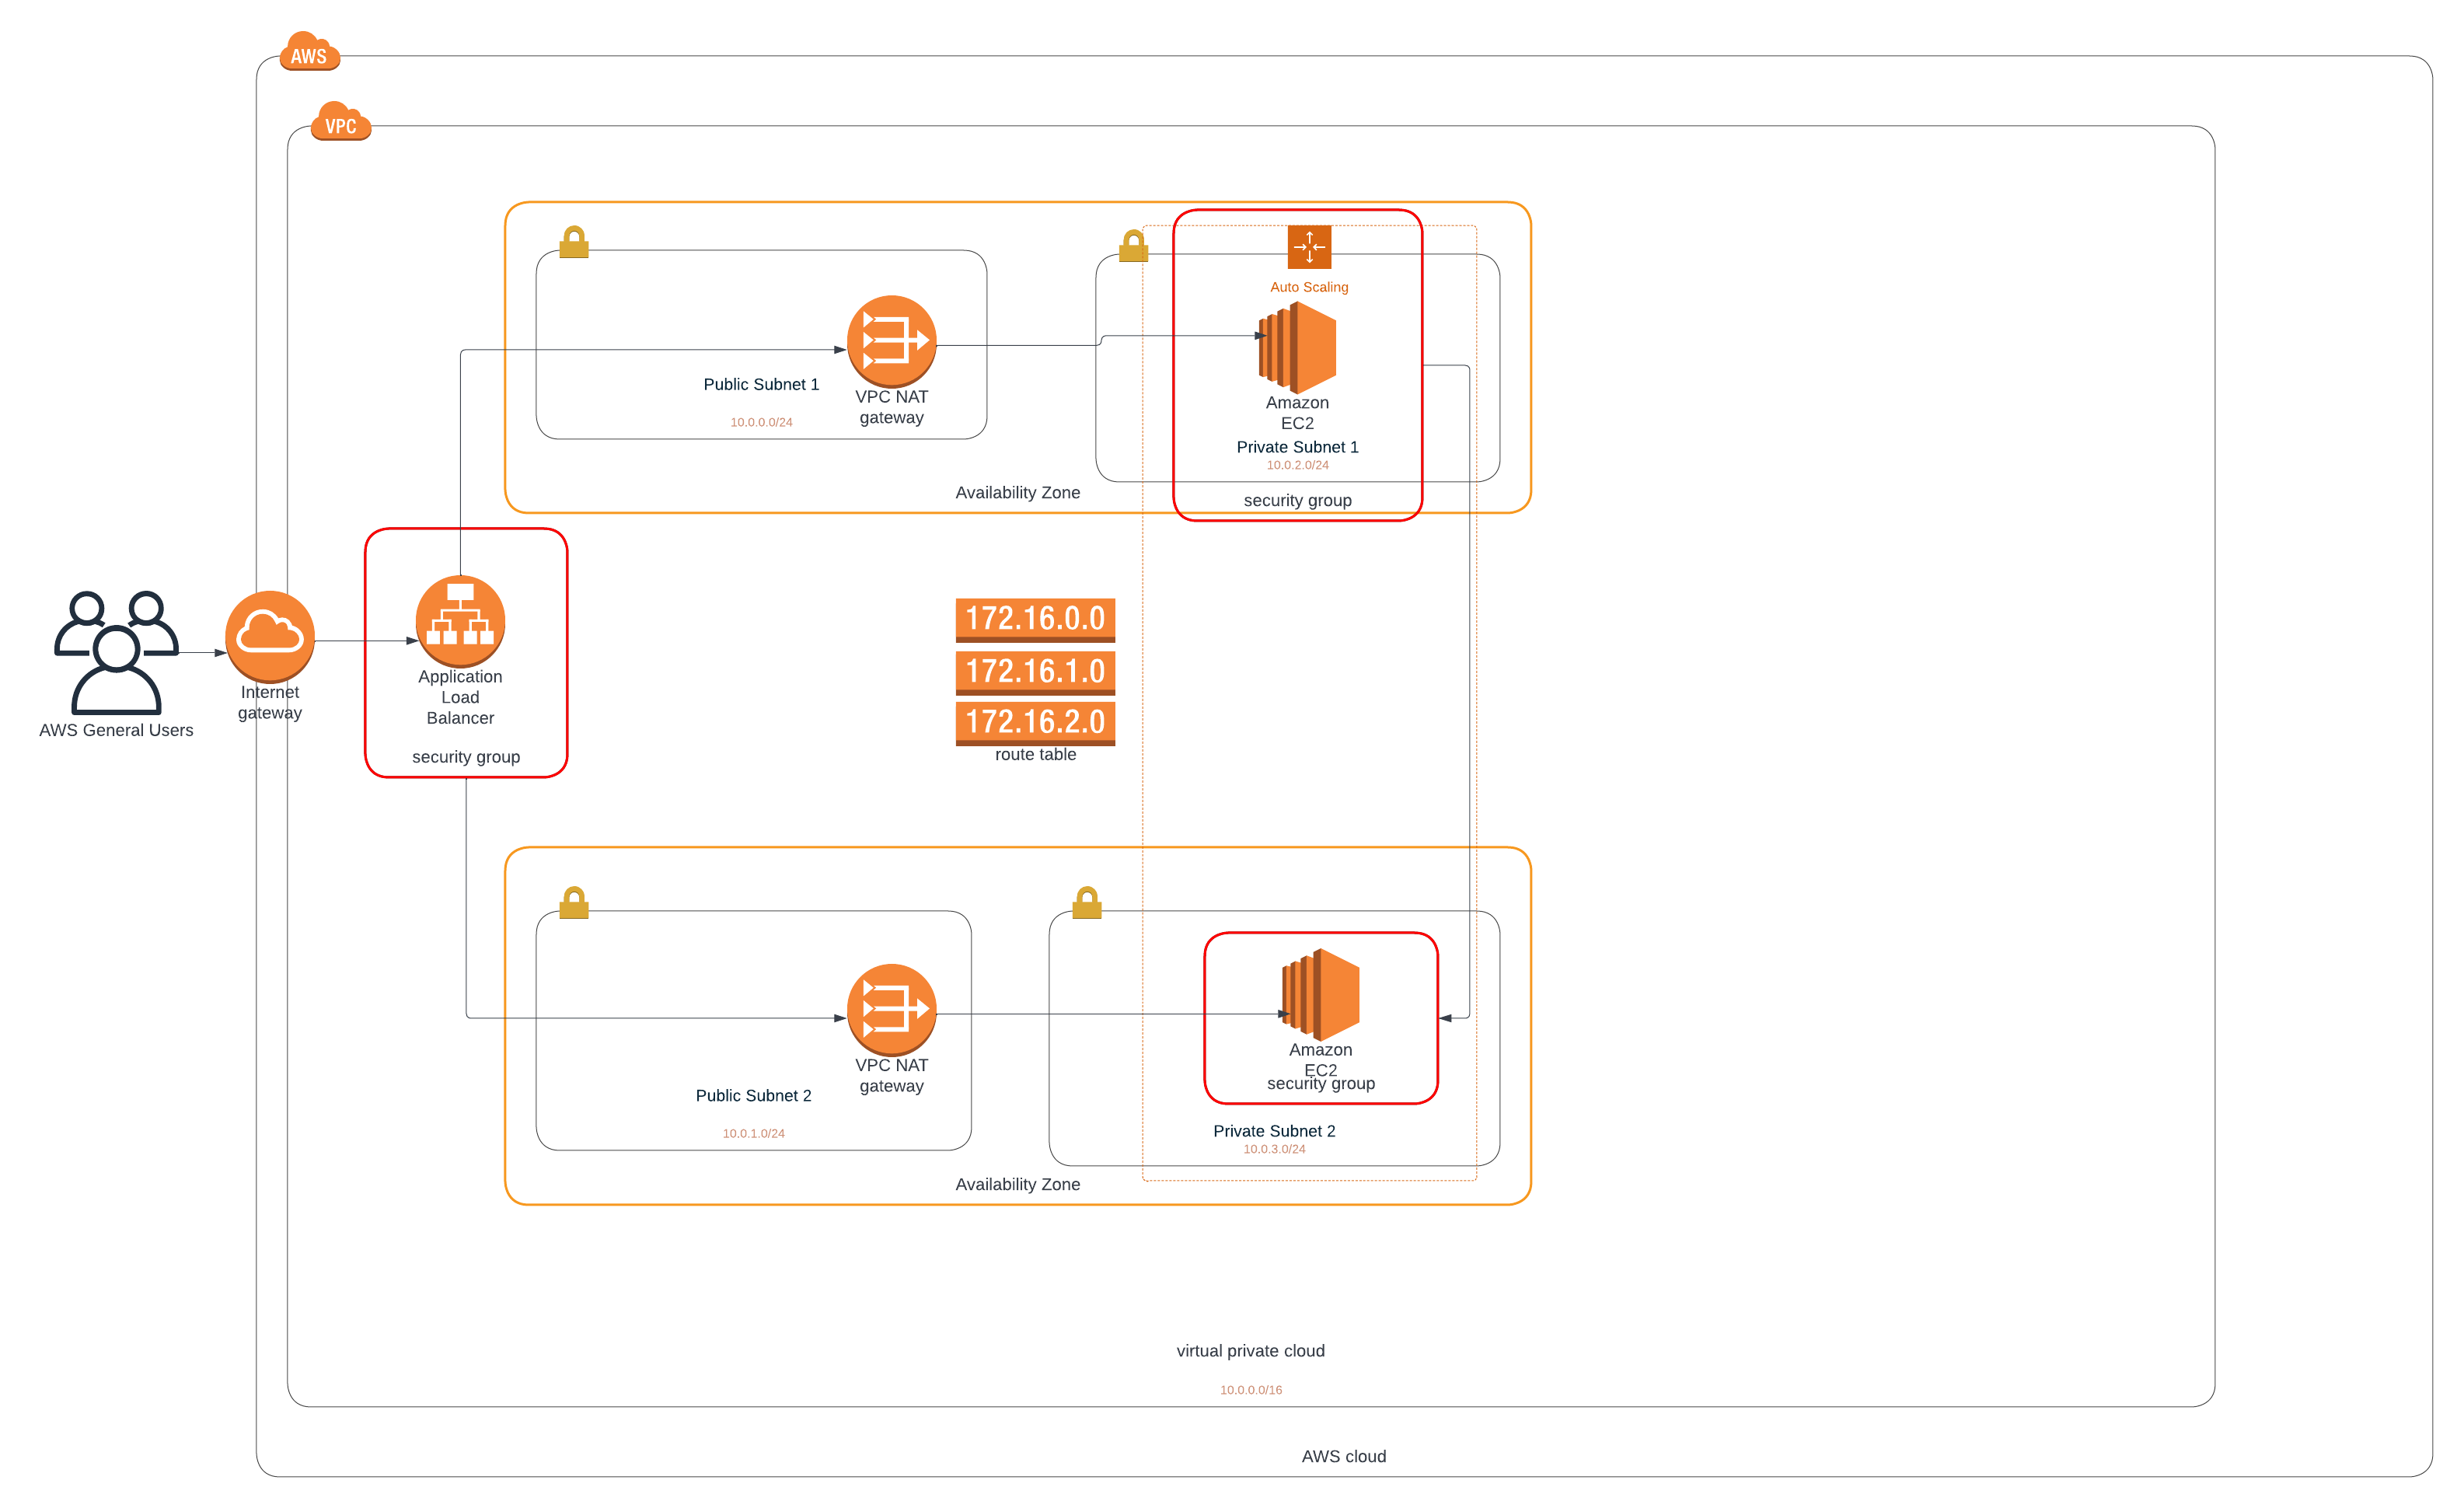 AWS
VPC
Auto Scaling
Public Subnet 1
10.0.0.0/24
VPC NAT
gateway
Amazon
EC2
Private Subnet 1
10.0.2.0/24
security group
Availability Zone
AWS General Users
Internet
gateway
Application
Load
Balancer
security group
172.16.0.0
172.16.1.0
172.16.2.0
route table
Public Subnet 2
10.0.1.0/24
VPC NAT
gateway
Amazon
EC2
security group
Private Subnet 2
10.0.3.0/24
Availability Zone
virtual private cloud
10.0.0.0/16
AWS cloud